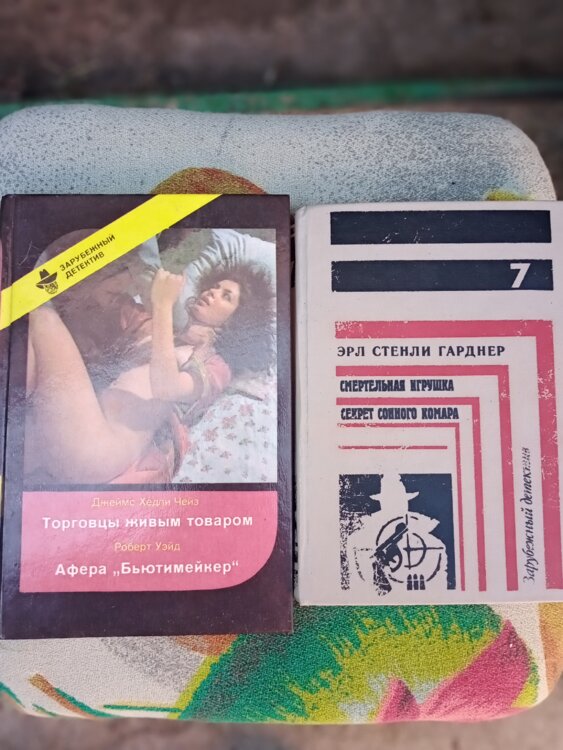 ЗАРУБЕЖНЫЙ
ДЕТЕКТИВ
Джеймс Хедли Чейз
Торговцы живым товаром
Роберт Уэйд
Афера „Бьютимейкер“
7
ЭРЛ СТЕНЛИ ГАРДНЕР
СМЕРТЕЛЬНАЯ ИГРУШКА
СЕКРЕТ СОННОГО КОМАРА
Зарубежный детектив